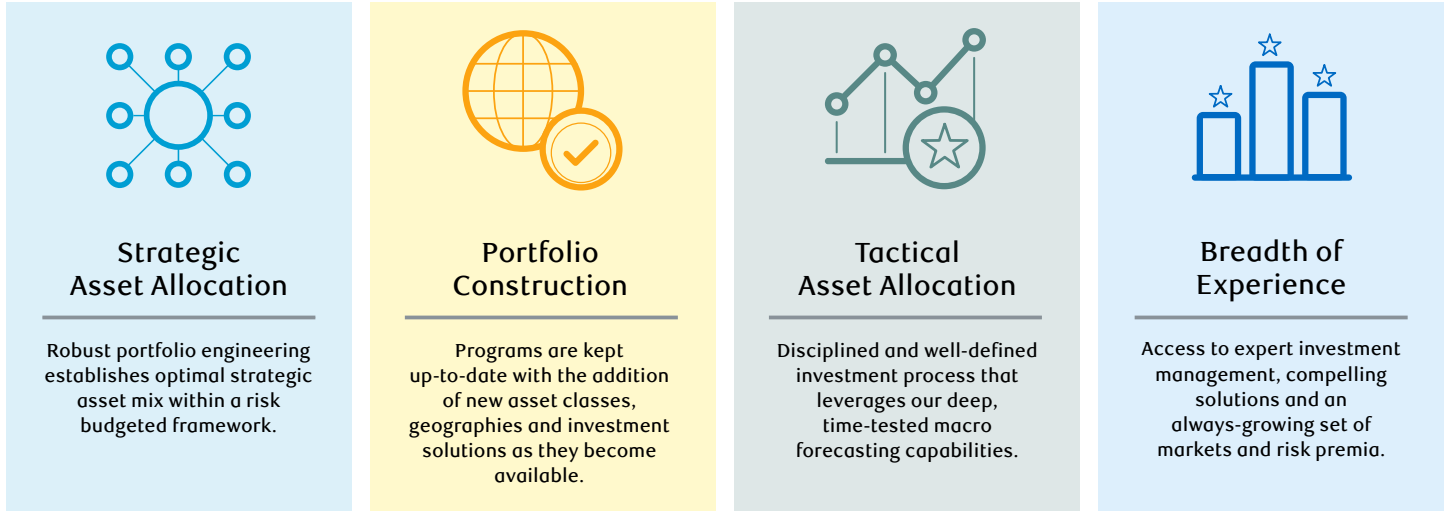 Strategic
Asset Allocation
Robust portfolio engineering
establishes optimal strategic
asset mix within a risk
budgeted framework.
Portfolio
Construction
Programs are kept
up-to-date with the addition
of new asset classes,
geographies and investment
solutions as they become
available.
Tactical
Asset Allocation
Disciplined and well-defined
investment process that
leverages our deep,
time-tested macro
forecasting capabilities.
Breadth of
Experience
Access to expert investment
management, compelling
solutions and an
always-growing set of
markets and risk premia.